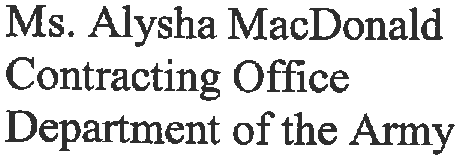 Ms. Alysha MacDonald
Contracting Office
Department of the Army